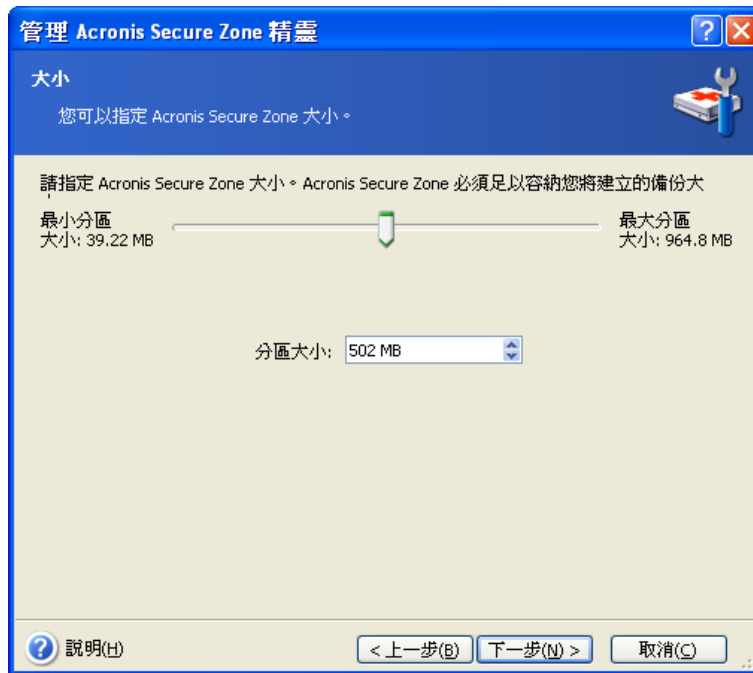 管理 Acronis Secure Zone 精靈
大小
您可以指定 Acronis Secure Zone 大小。
請指定 Acronis Secure Zone 大小。Acronis Secure Zone 必須足以容納您將建立的備份大
最小分區
大小: 39.22 MB
最大分區
大小: 964.8 MB
分區大小: 502 MB
說明(H)
< 上一步(B)
下一步(N) >
取消(C)